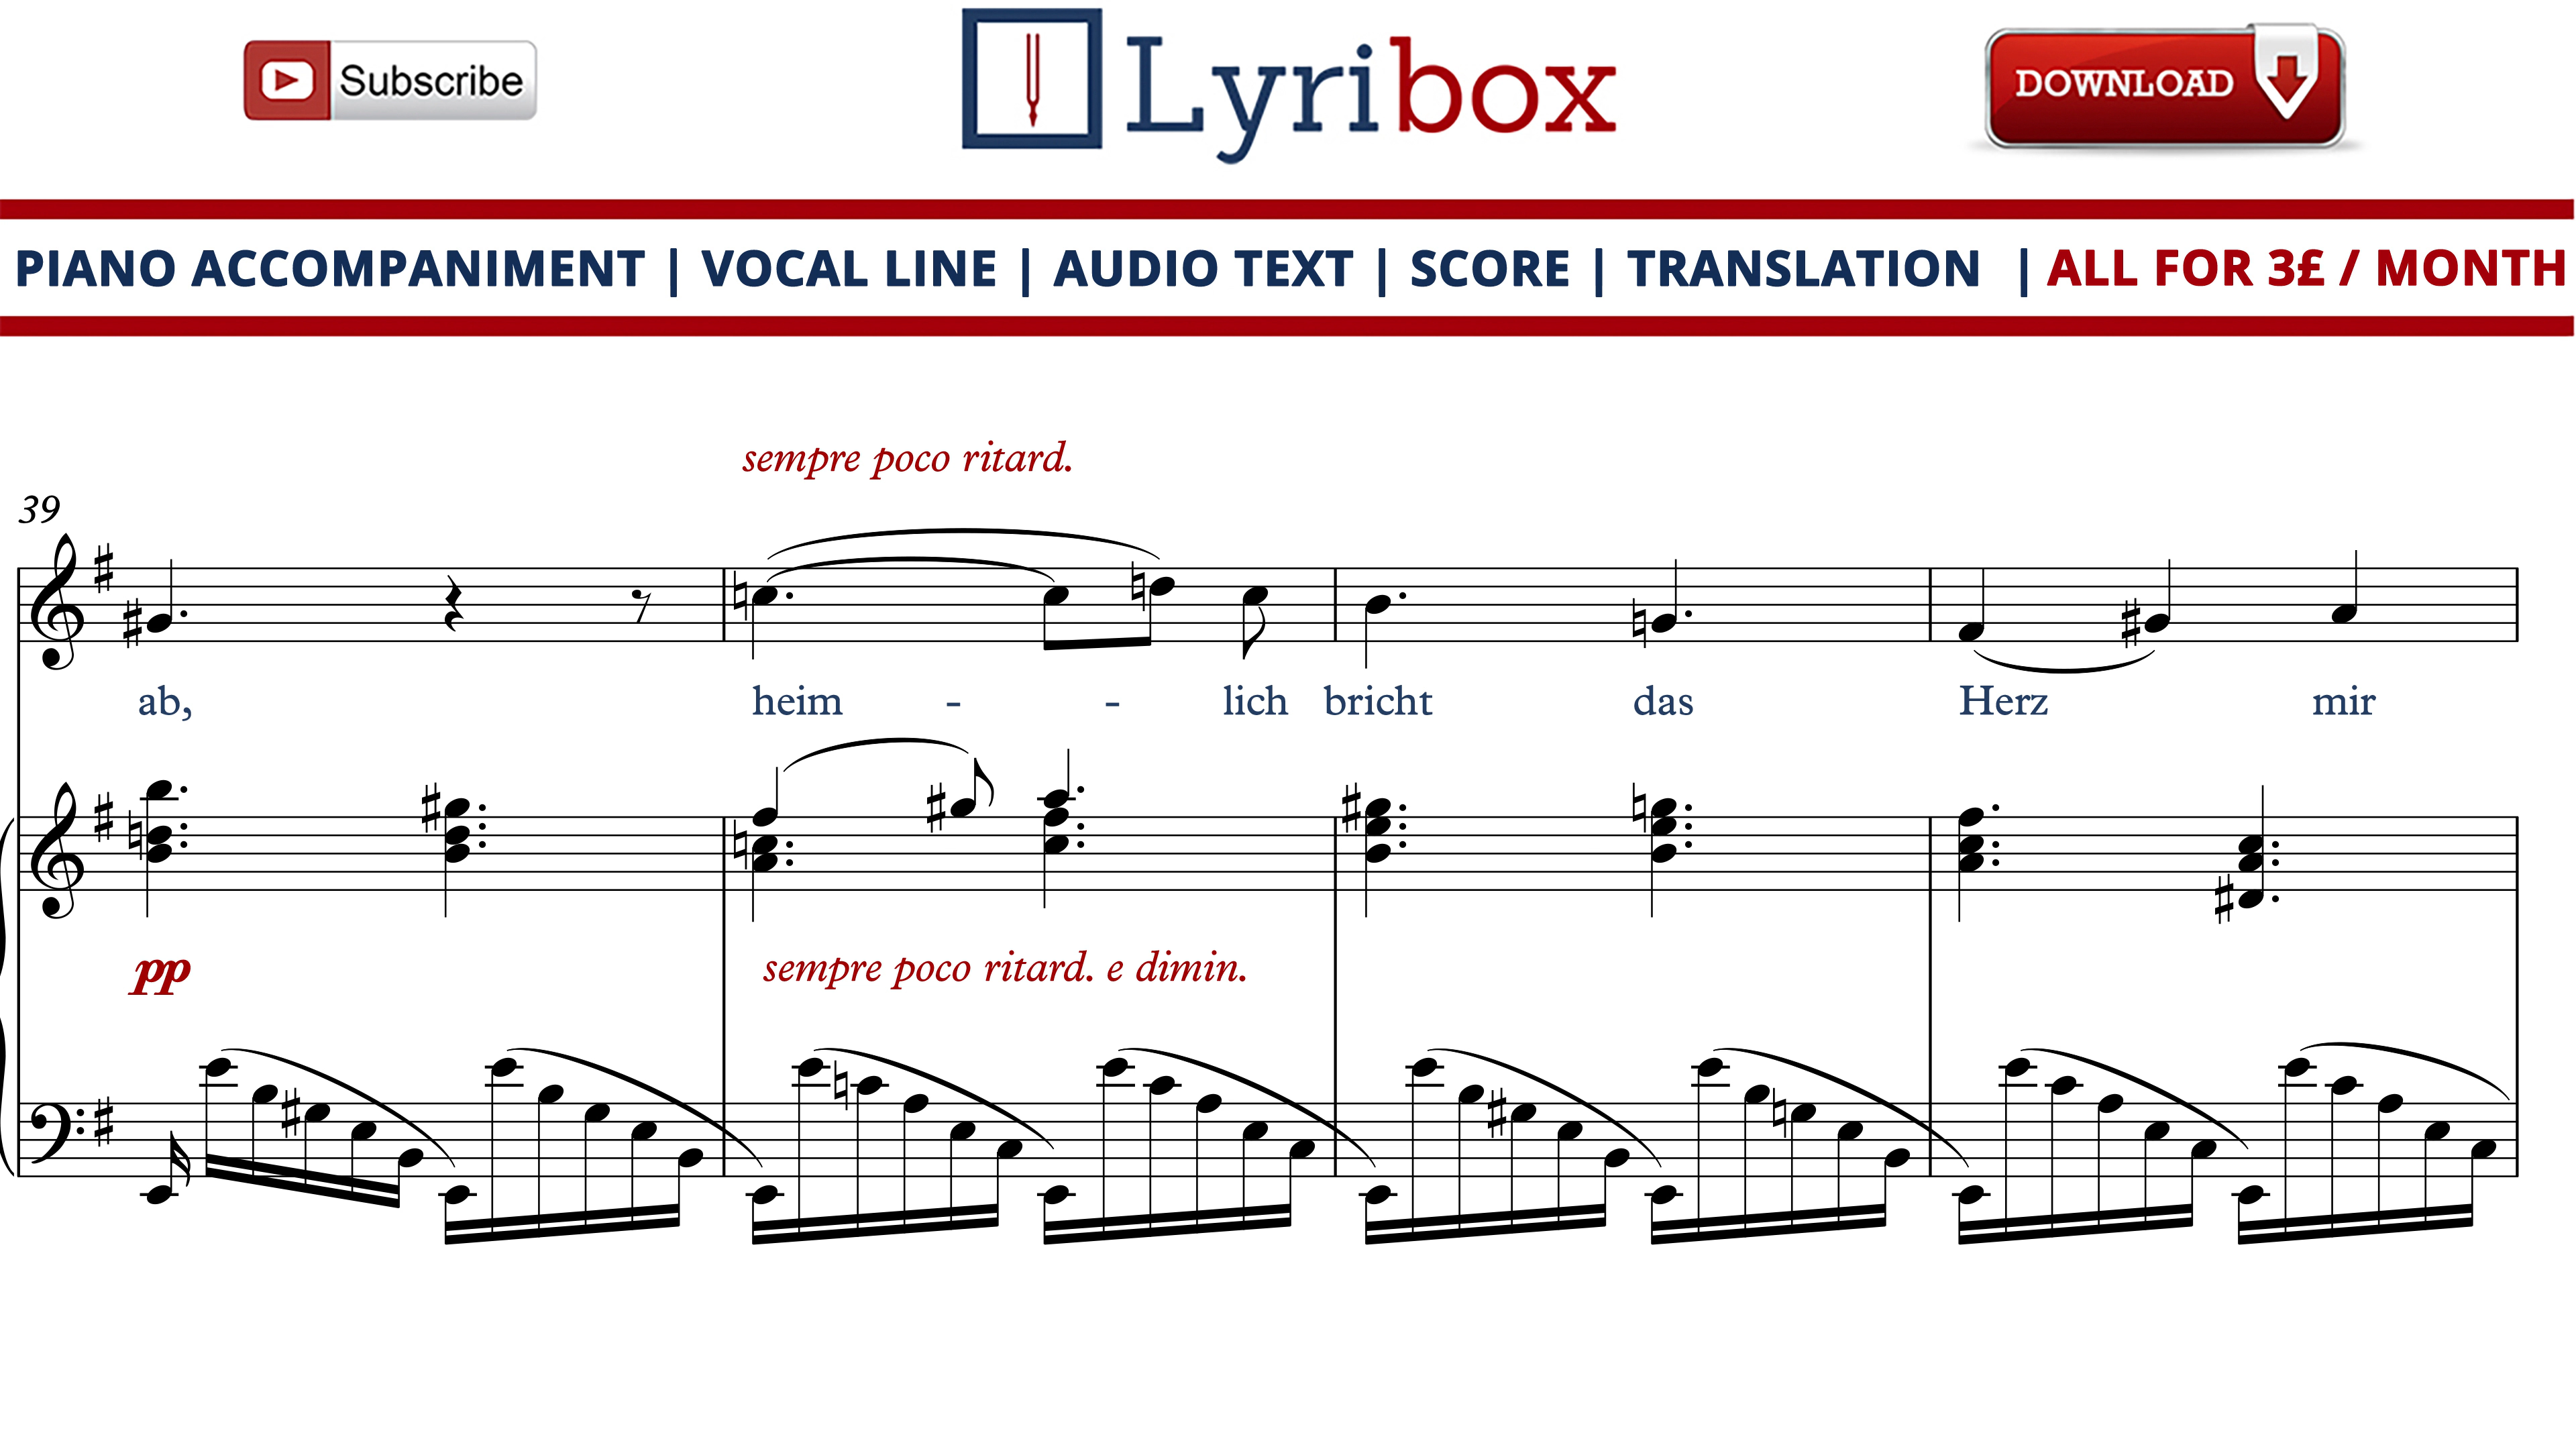 Subscribe
Lyribox
DOWNLOAD
PIANO ACCOMPANIMENT | VOCAL LINE | AUDIO TEXT | SCORE | TRANSLATION | ALL FOR 3£ / MONTH
sempre poco ritard.
39
ab, heim - - lich bricht das Herz mir
pp
sempre poco ritard. e dimin.